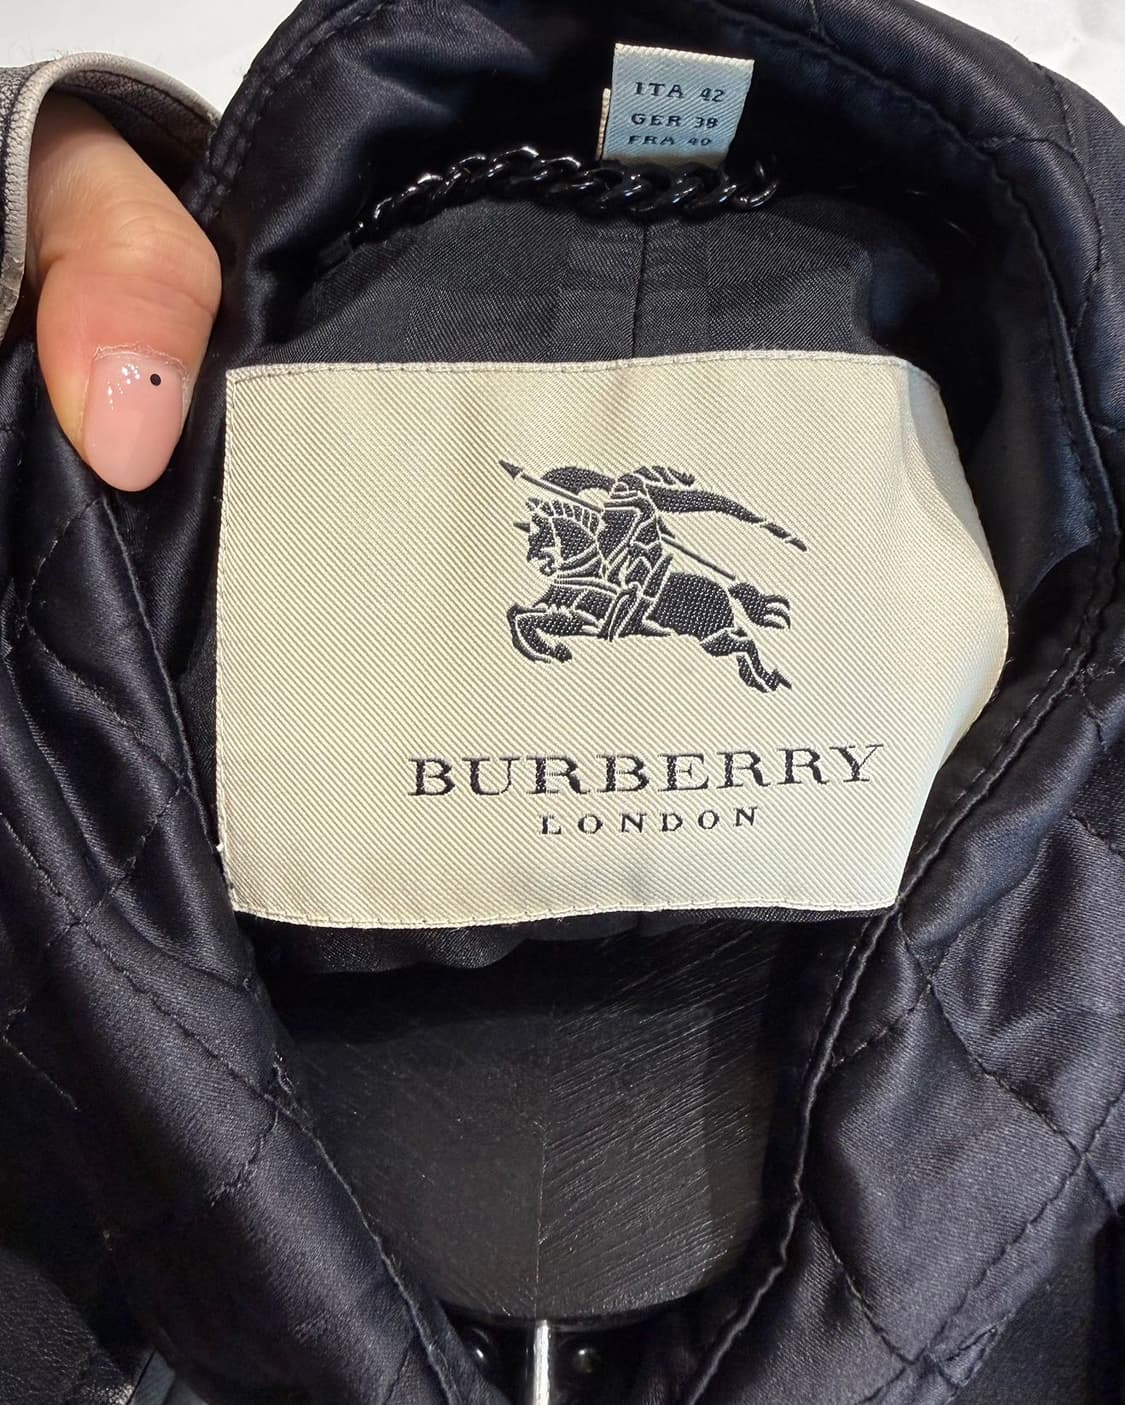 ITA 42
GER 38
FRA 40
BURBERRY
LONDON